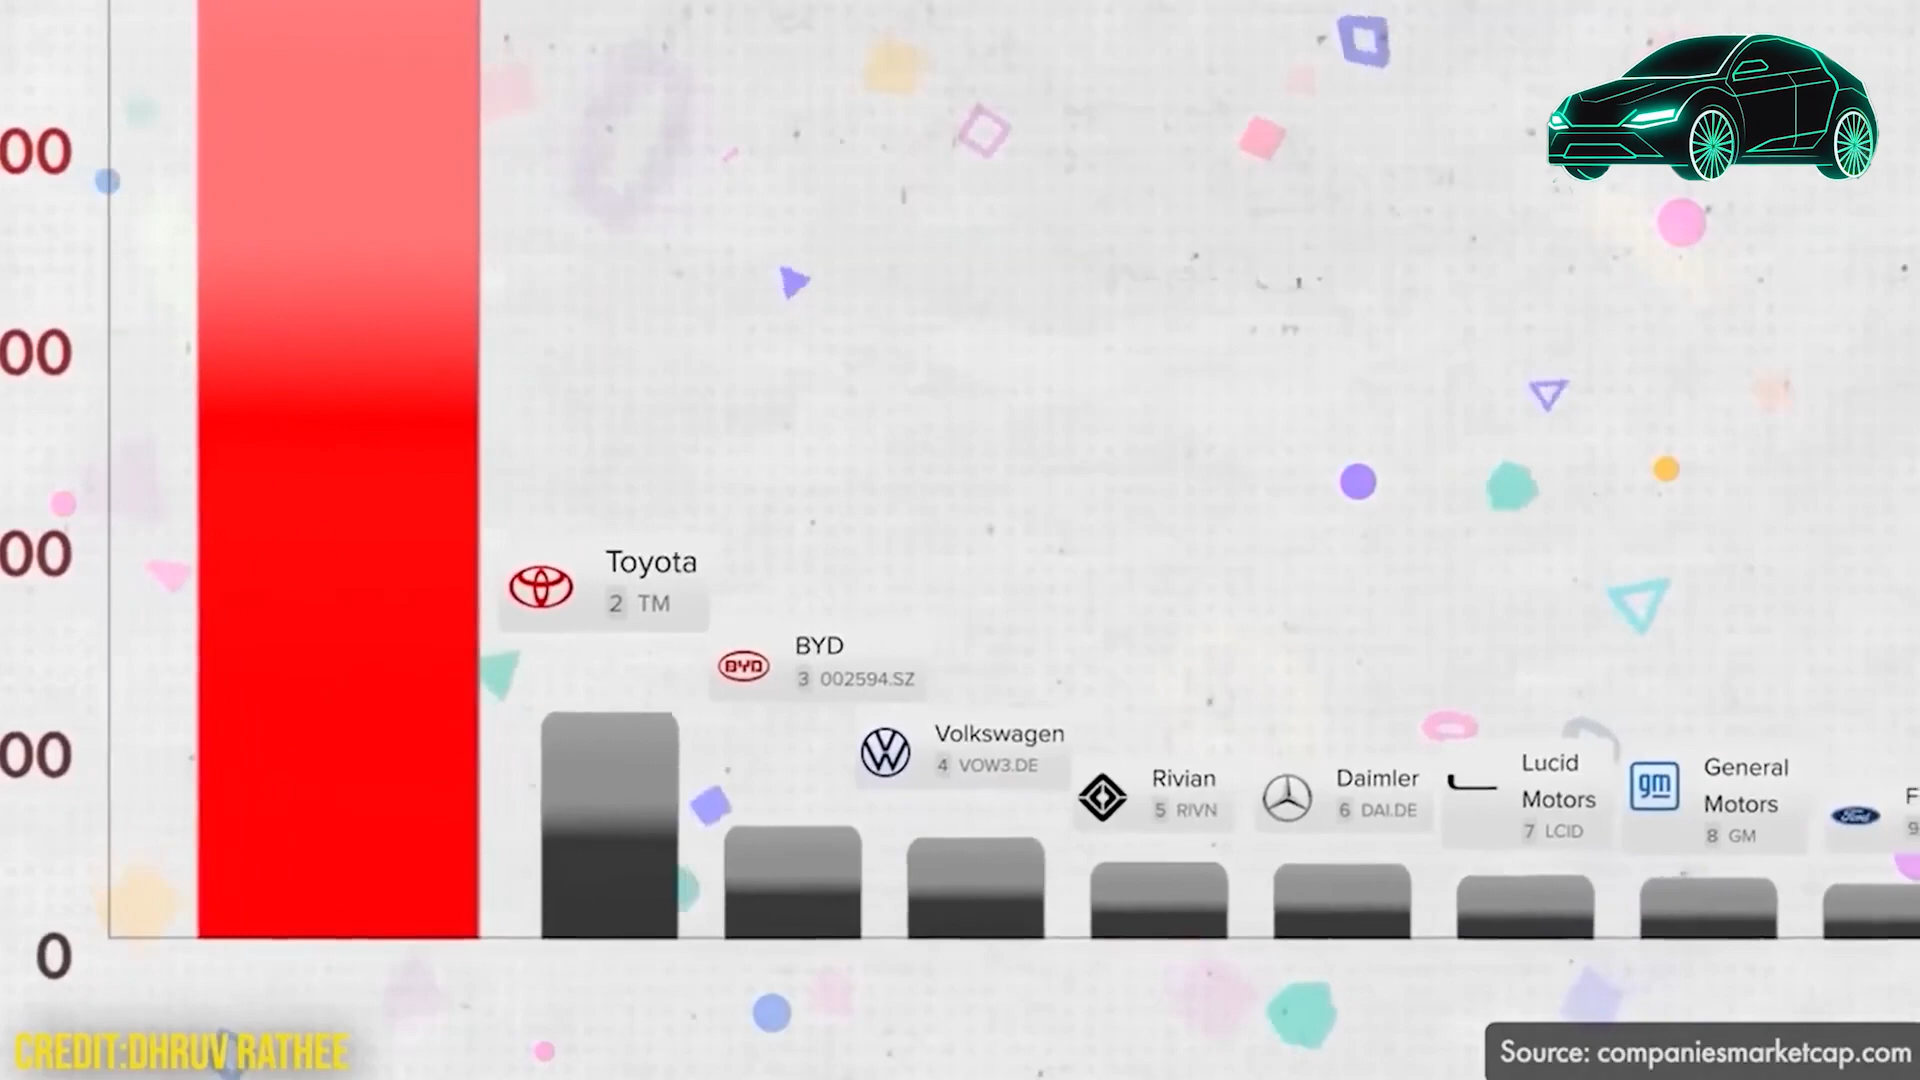 00
00
00
00
0
Toyota
2 TM
BYD
BYD
3 002594.SZ
Volkswagen
4 VOW3.DE
Rivian
5 RIVN
Daimler
6 DAI.DE
Lucid
Motors
7 LCID
gm
General
Motors
8 GM
Ford
F
9
CREDIT:DHRUV RATHEE
Source: companiesmarketcap.com